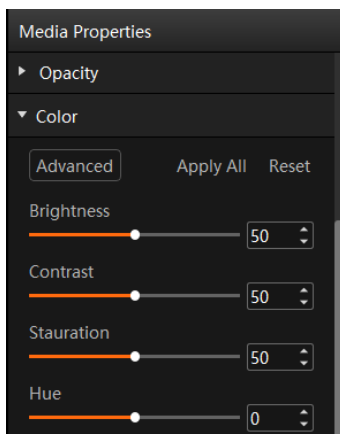 Media Properties
Opacity
Color
Advanced Apply All Reset
Brightness
50
Contrast
50
Stauration
50
Hue
0